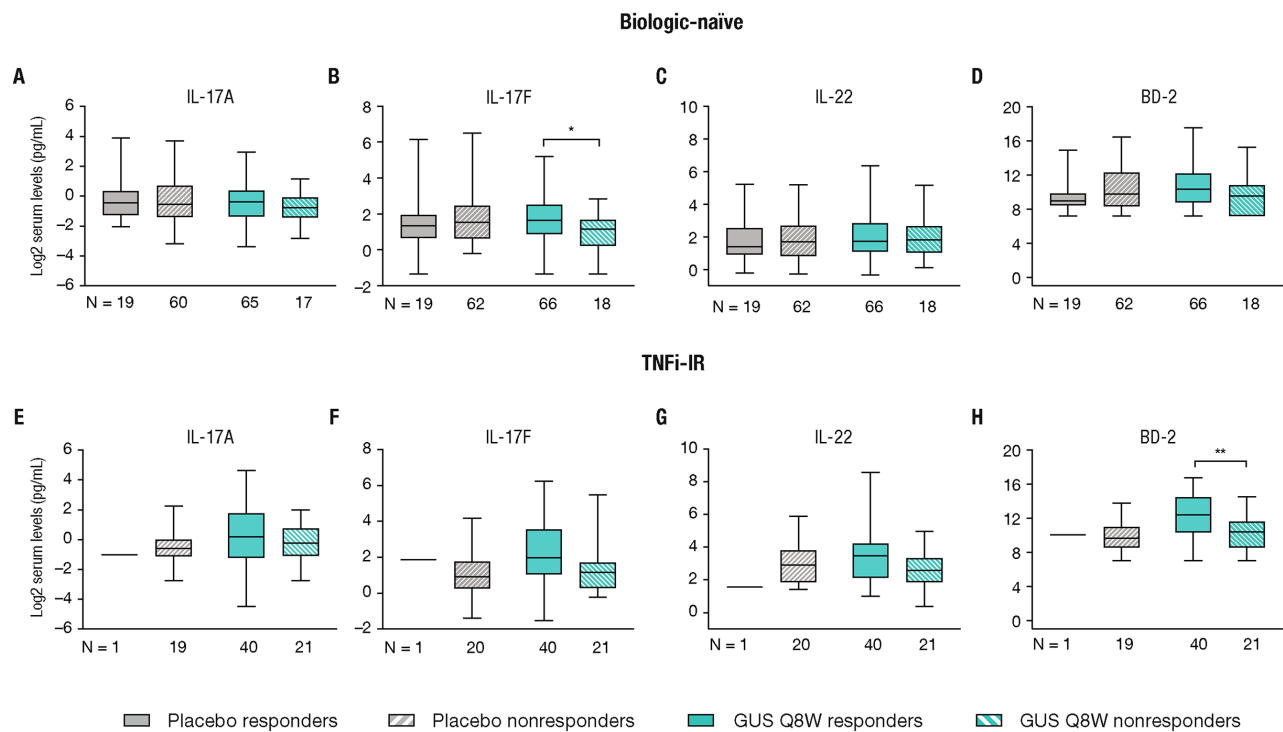 Biologic-naïve
A
IL-17A
Log2 serum levels (pg/mL)
6
4
2
0
–2
–4
–6
N = 19 60 65 17
B
IL-17F
8
6
4
2
0
–2
*
N = 19 62 66 18
C
IL-22
10
8
6
4
2
0
N = 19 62 66 18
D
BD-2
20
16
12
8
4
0
N = 19 62 66 18
TNFi-IR
E
IL-17A
Log2 serum levels (pg/mL)
6
4
2
0
–2
–4
–6
N = 1 19 40 21
F
IL-17F
8
6
4
2
0
–2
N = 1 20 40 21
G
IL-22
10
8
6
4
2
0
N = 1 20 40 21
H
BD-2
20
16
12
8
4
0
**
N = 1 19 40 21
Placebo responders Placebo nonresponders GUS Q8W responders GUS Q8W nonresponders